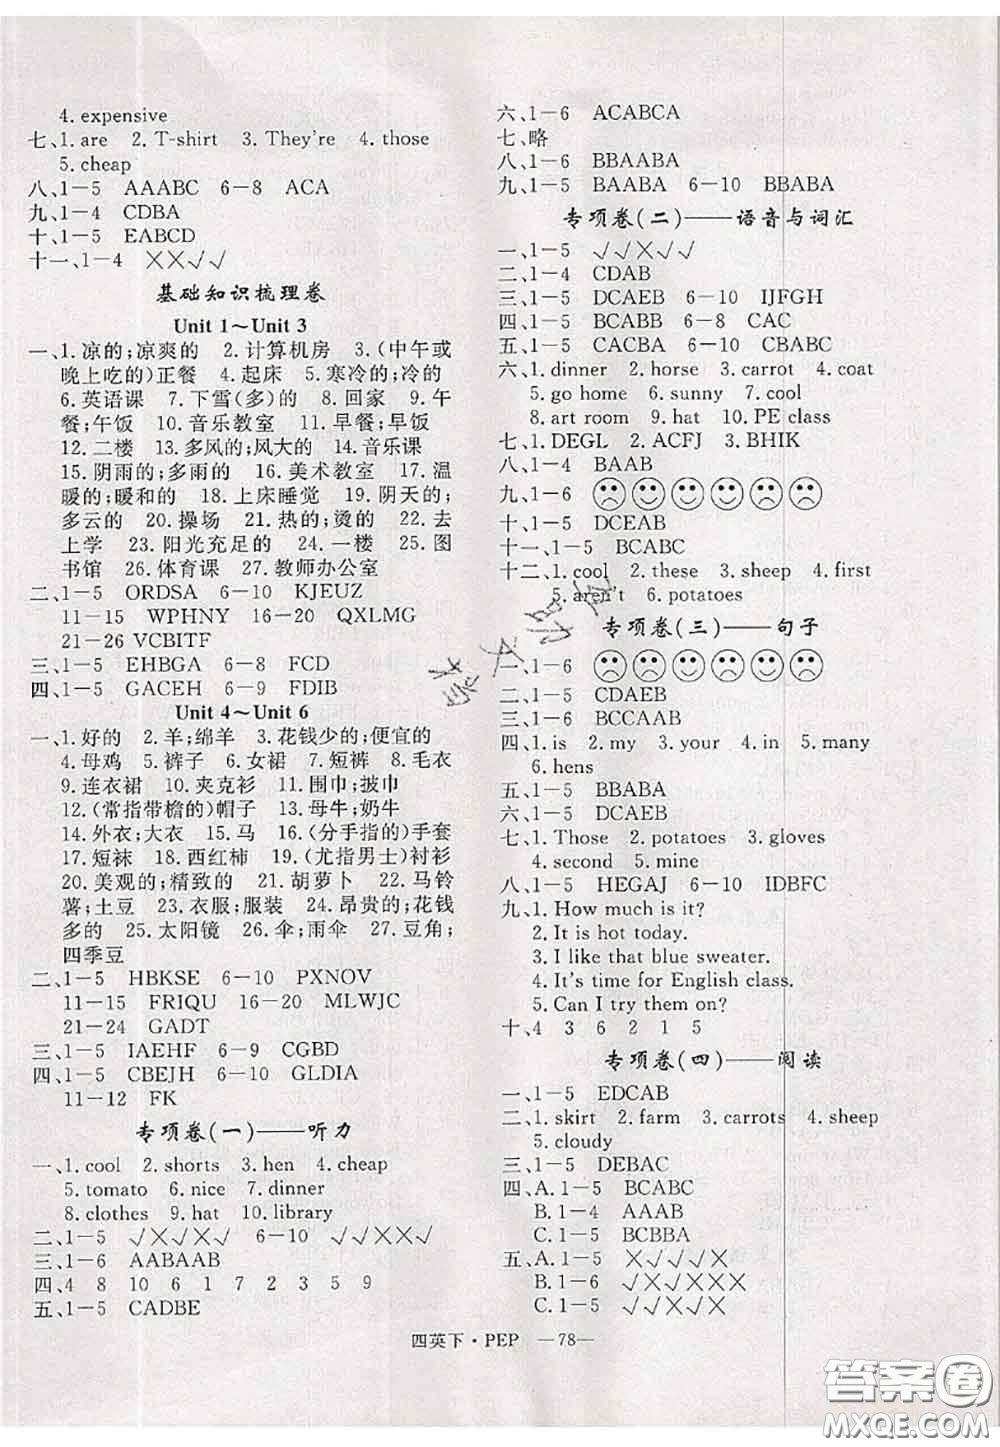 4. expensive
七、1. are 2. T-shirt 3. They're 4. those
5. cheap
八、1－5 AAABC 6－8 ACA
九、1－4 CDBA
十、1－5 EABCD
十一、1－4 ××√√
基础知识梳理卷
Unit 1～Unit 3
一、1. 凉的;凉爽的 2. 计算机房 3. (中午或
晚上吃的)正餐 4. 起床 5. 寒冷的;冷的
6. 英语课 7. 下雪(多)的 8. 回家 9. 午
餐;午饭 10. 音乐教室 11. 早餐;早饭
12. 二楼 13. 多风的;风大的 14. 音乐课
15. 阴雨的;多雨的 16. 美术教室 17. 温
暖的;暖和的 18. 上床睡觉 19. 阴天的;
多云的 20. 操场 21. 热的;烫的 22. 去
上学 23. 阳光充足的 24. 一楼 25. 图
书馆 26. 体育课 27. 教师办公室
二、1－5 ORDSA 6－10 KJEUZ
11－15 WPHNY 16－20 QXLMG
21－26 VCBITF
三、1－5 EHBGA 6－8 FCD
四、1－5 GACEH 6－9 FDIB
Unit 4～Unit 6
一、1. 好的 2. 羊;绵羊 3. 花钱少的;便宜的
4. 母鸡 5. 裤子 6. 女裙 7. 短裤 8. 毛衣
9. 连衣裙 10. 夹克衫 11. 围巾;披巾
12. (常指带檐的)帽子 13. 母牛;奶牛
14. 外衣;大衣 15. 马 16. (分手指的)手套
17. 短袜 18. 西红柿 19. (尤指男士)衬衫
20. 美观的;精致的 21. 胡萝卜 22. 马铃
薯;土豆 23. 衣服;服装 24. 昂贵的;花钱
多的 25. 太阳镜 26. 伞;雨伞 27. 豆角;
四季豆
二、1－5 HBKSE 6－10 PXNOV
11－15 FRIQU 16－20 MLWJC
21－24 GADT
三、1－5 IAEHF 6－9 CGBD
四、1－5 CBEJH 6－10 GLDIA
11－12 FK
专项卷(一)——听力
一、1. cool 2. shorts 3. hen 4. cheap
5. tomato 6. nice 7. dinner
8. clothes 9. hat 10. library
二、1－5 √×√×√ 6－10 √√××√
三、1－6 AABAAB
四、4 8 10 6 1 7 2 3 5 9
五、1－5 CADBE
六、1－6 ACABCA
七、略
八、1－6 BBAABA
九、1－5 BAABA 6－10 BBABA
专项卷(二)——语音与词汇
一、1－5 √√××√
二、1－4 CDAB
三、1－5 DCAEB 6－10 IJFGH
四、1－5 BCABB 6－8 CAC
五、1－5 CACBA 6－10 CBABC
六、1. dinner 2. horse 3. carrot 4. coat
5. go home 6. sunny 7. cool
8. art room 9. hat 10. PE class
七、1. DEGL 2. ACFJ 3. BHIK
八、1－4 BAAB
九、1－6
十、1－5 DCEAB
十一、1－5 BCABC
十二、1. cool 2. these 3. sheep 4. first
5. aren't 6. potatoes
专项卷(三)——句子
一、1－6
二、1－5 CDAEB
三、1－6 BCCAAB
四、1. is 2. my 3. your 4. in 5. many
6. hens
五、1－5 BBABA
六、1－5 DCAEB
七、1. Those 2. potatoes 3. gloves
4. second 5. mine
八、1－5 HEGAJ 6－10 IDBFC
九、1. How much is it?
2. It is hot today.
3. I like that blue sweater.
4. It's time for English class.
5. Can I try them on?
十、4 3 6 2 1 5
专项卷(四)——阅读
一、1－5 EDCAB
二、1. skirt 2. farm 3. carrots 4. sheep
5. cloudy
三、1－5 DEBAC
四、A. 1－5 BCABC
B. 1－4 AAAB
C. 1－5 BCBBA
五、A. 1－5 ×√√√×
B. 1－6 √×√×××
C. 1－5 √√×√×
四英下·PEP —78—
答案圈
MXQE.COM